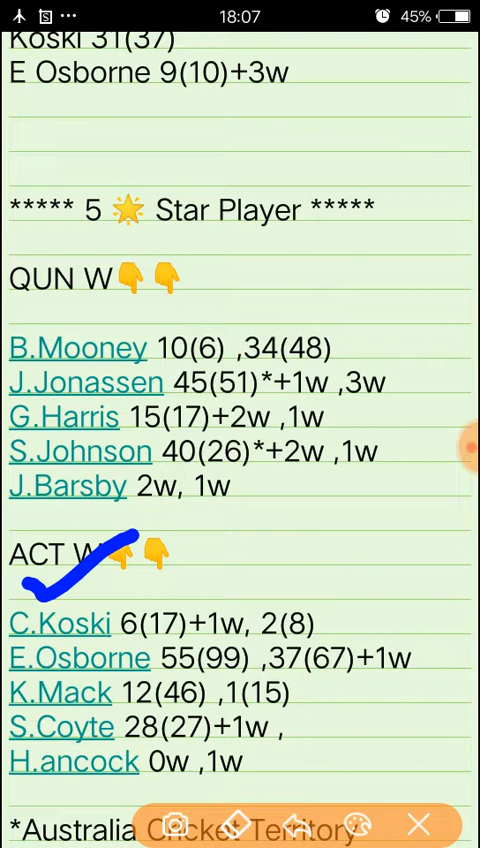 18:07
45%
Koski 31(37)
E Osborne 9(10)+3w
***** 5 🌟 Star Player *****
QUN W👇👇
B.Mooney 10(6) ,34(48)
J.Jonassen 45(51)*+1w ,3w
G.Harris 15(17)+2w ,1w
S.Johnson 40(26)*+2w ,1w
J.Barsby 2w, 1w
ACT W👇👇
C.Koski 6(17)+1w, 2(8)
E.Osborne 55(99) ,37(67)+1w
K.Mack 12(46) ,1(15)
S.Coyte 28(27)+1w ,
H.ancock 0w ,1w
*Australia Cricket Territory